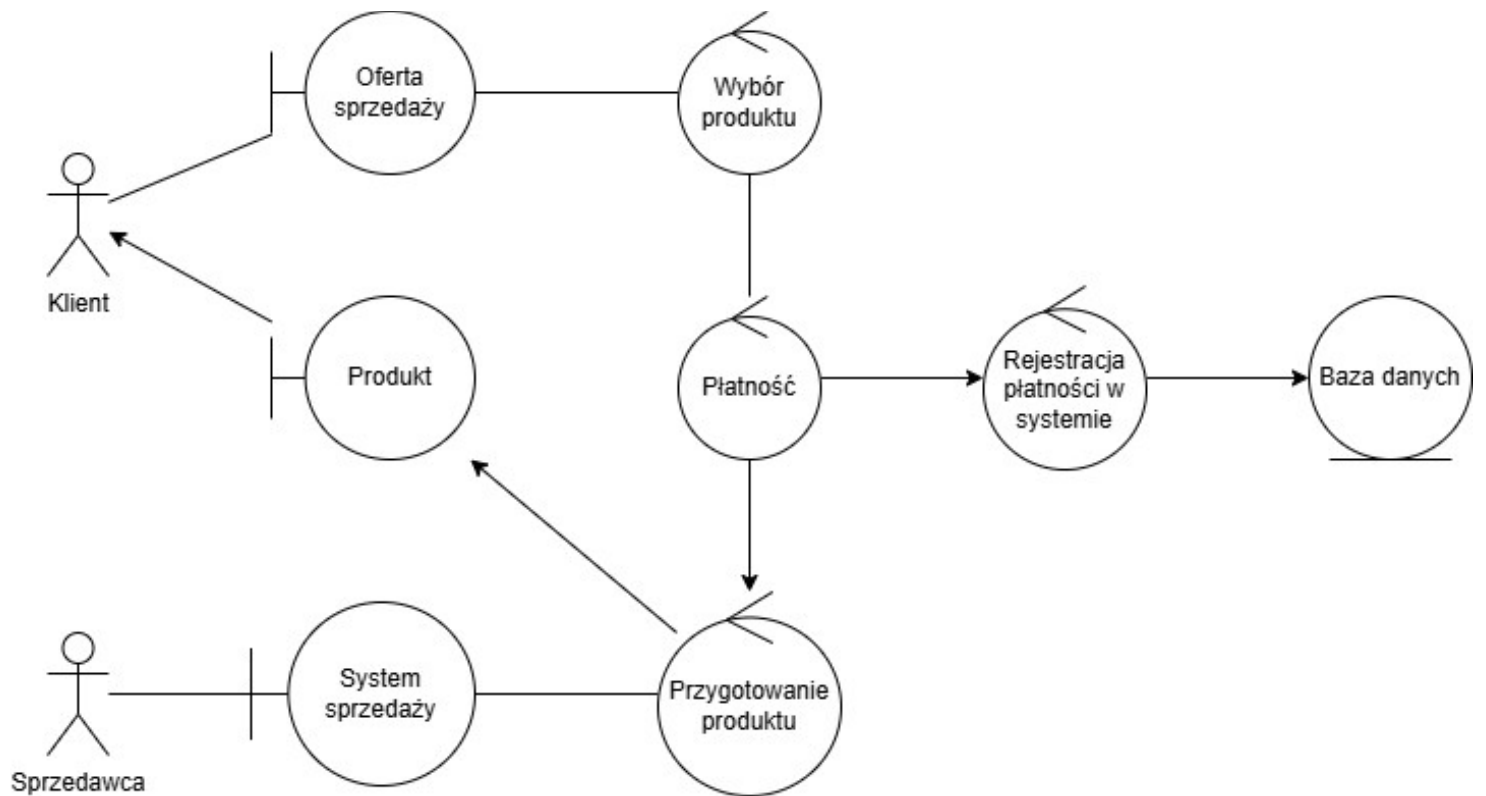 Oferta
sprzedaży
Wybór
produktu
Klient
Produkt
Płatność
Rejestracja
płatności w
systemie
Baza danych
System
sprzedaży
Przygotowanie
produktu
Sprzedawca